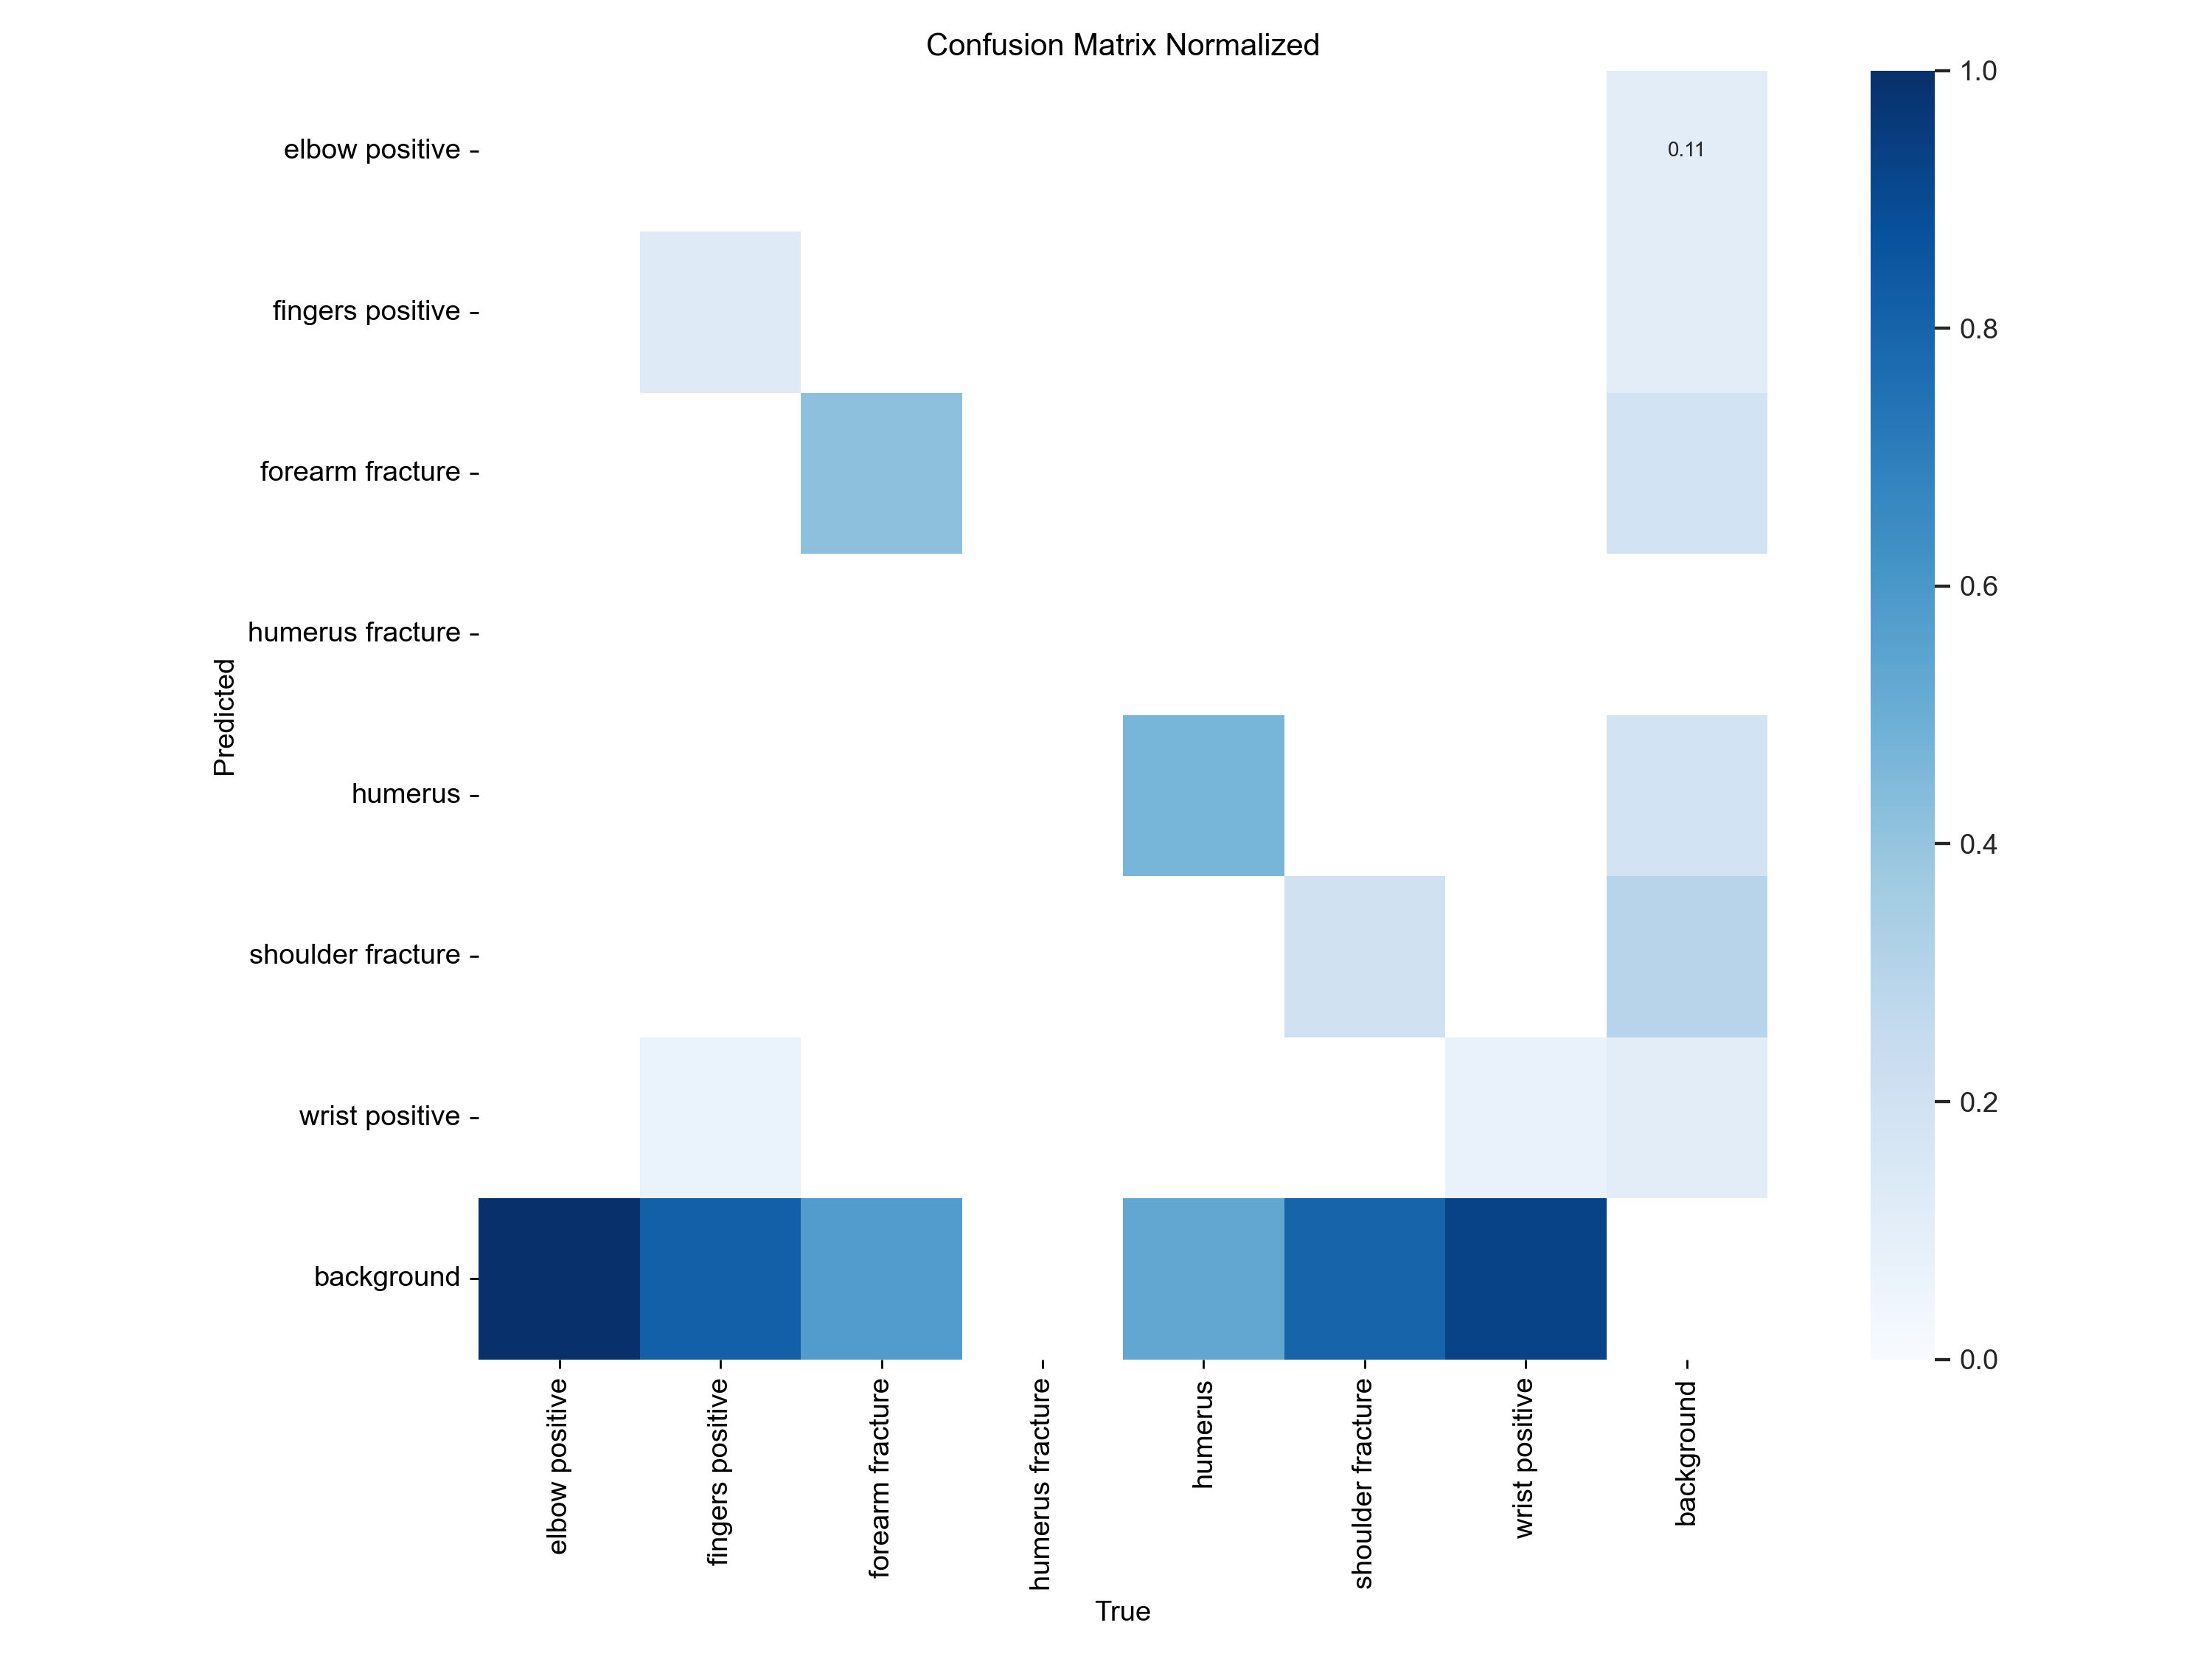 Confusion Matrix Normalized
elbow positive
fingers positive
forearm fracture
humerus fracture
humerus
shoulder fracture
wrist positive
background
Predicted
0.11
elbow positive
fingers positive
forearm fracture
humerus fracture
humerus
shoulder fracture
wrist positive
background
True
1.0
0.8
0.6
0.4
0.2
0.0